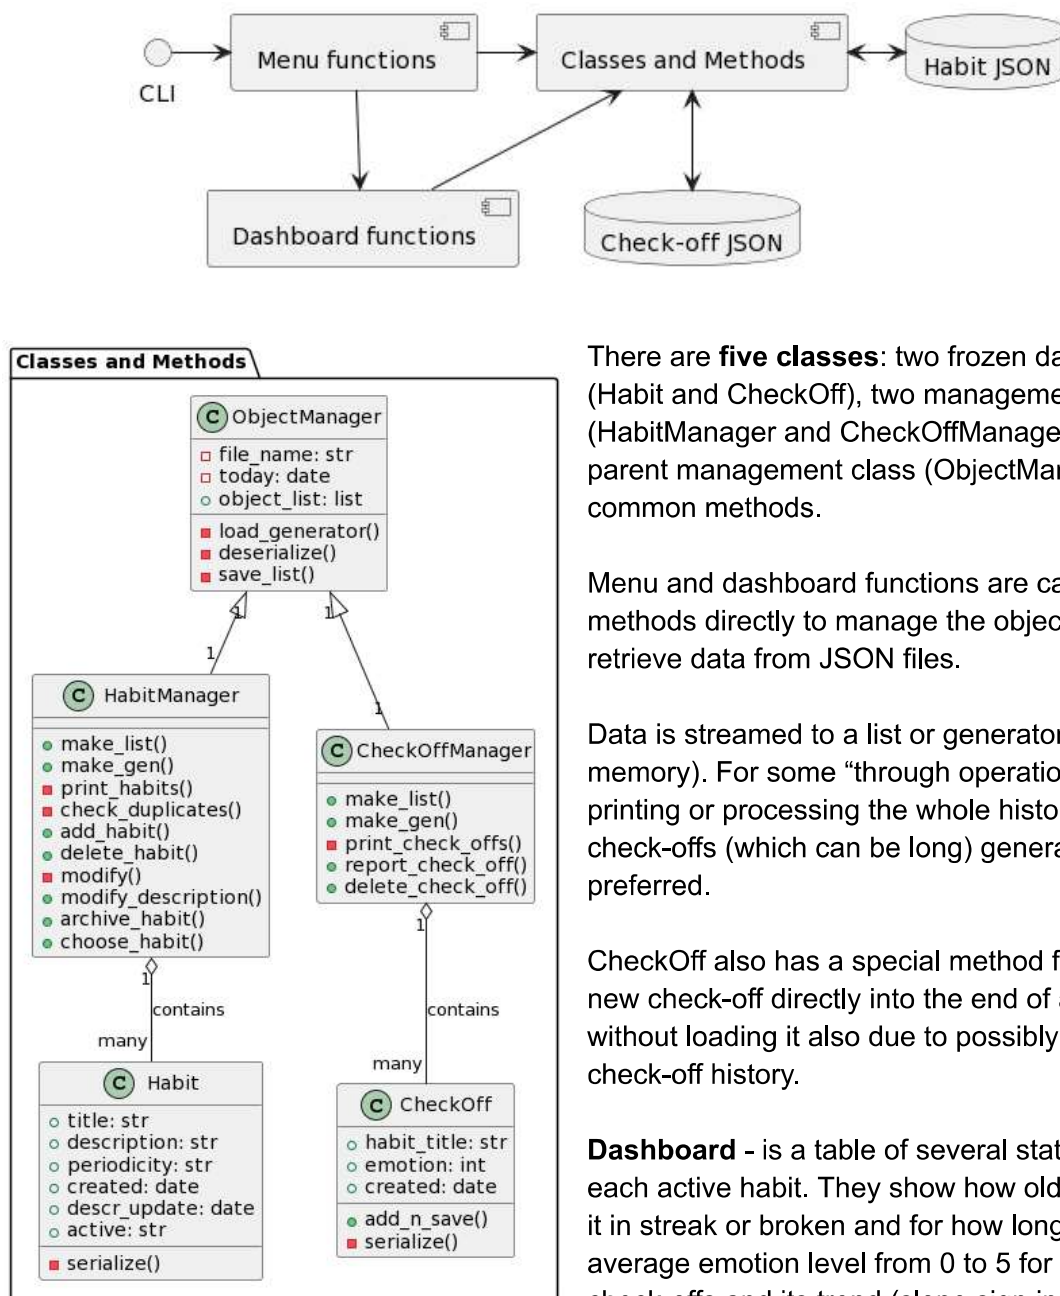 CLI
Menu functions
Classes and Methods
Habit JSON
Dashboard functions
Check-off JSON
Classes and Methods
C ObjectManager
file_name: str
today: date
object_list: list
load_generator()
deserialize()
save_list()
1
1
1
1
C HabitManager
make_list()
make_gen()
print_habits()
check_duplicates()
add_habit()
delete_habit()
modify()
modify_description()
archive_habit()
choose_habit()
C CheckOffManager
make_list()
make_gen()
print_check_offs()
report_check_off()
delete_check_off()
1
contains
many
1
contains
many
C Habit
title: str
description: str
periodicity: str
created: date
descr_update: date
active: str
serialize()
C CheckOff
habit_title: str
emotion: int
created: date
add_n_save()
serialize()
There are five classes: two frozen da
(Habit and CheckOff), two manageme
(HabitManager and CheckOffManage
parent management class (ObjectMa
common methods.
Menu and dashboard functions are ca
methods directly to manage the objec
retrieve data from JSON files.
Data is streamed to a list or generator
memory). For some “through operatio
printing or processing the whole histo
check-offs (which can be long) genera
preferred.
CheckOff also has a special method f
new check-off directly into the end of
without loading it also due to possibly
check-off history.
Dashboard - is a table of several stat
each active habit. They show how old
it in streak or broken and for how long
average emotion level from 0 to 5 for